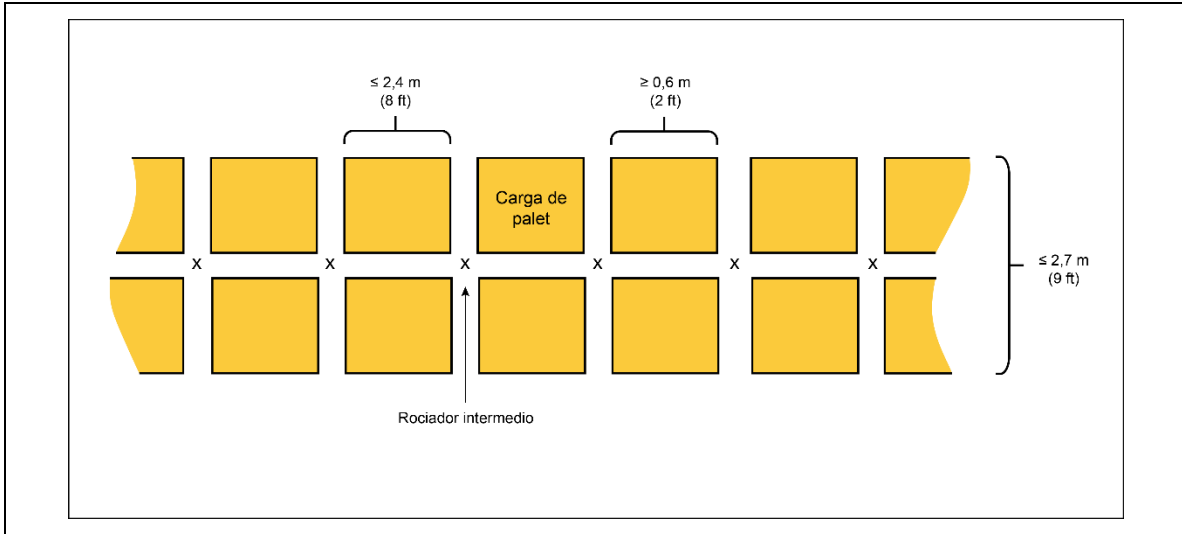 ≤ 2,4 m
(8 ft)
≥ 0,6 m
(2 ft)
Carga de
palet
x x x x x x
≤ 2,7 m
(9 ft)
Rociador intermedio